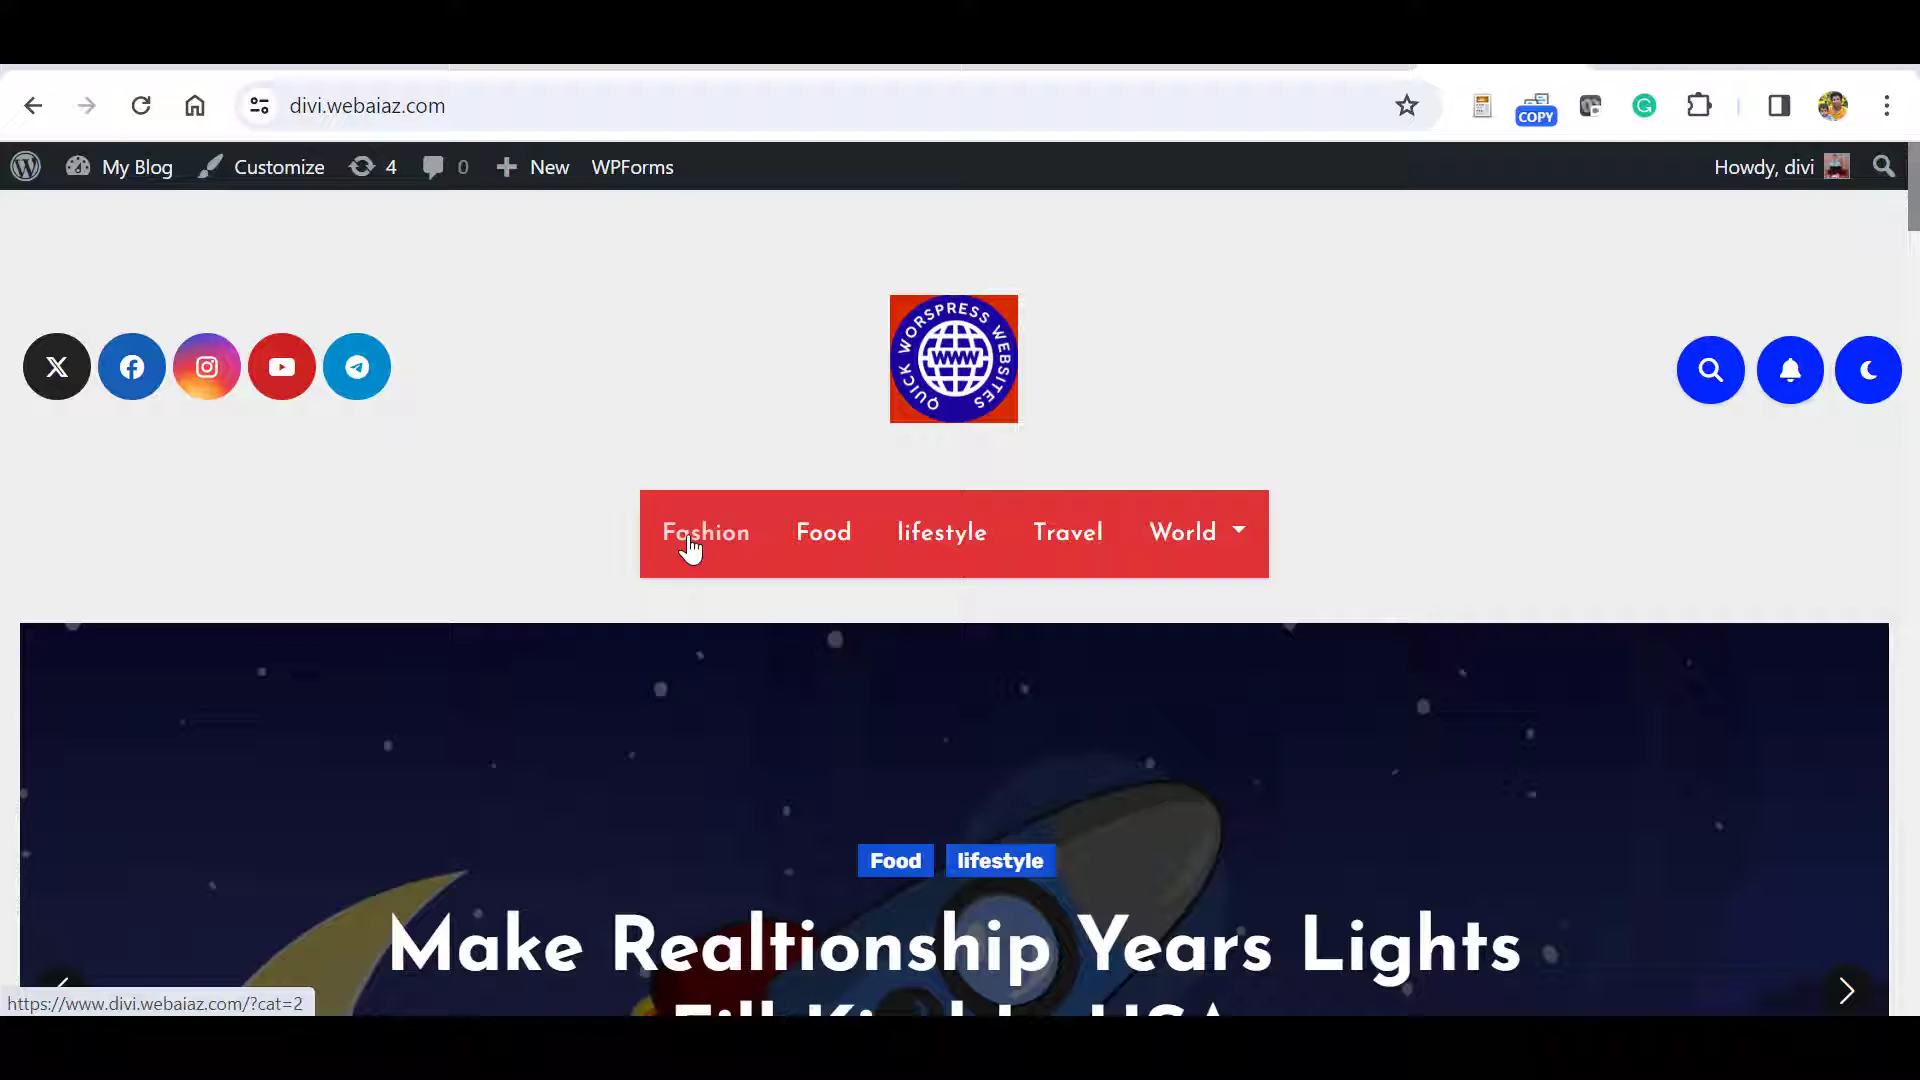 divi.webaiaz.com
COPY
My Blog Customize 4 0 New WPForms Howdy, divi
QUICK WORSPRESS WEBSITES
WWW
Fashion Food lifestyle Travel World
Food lifestyle
Make Realtionship Years Lights
https://www.divi.webaiaz.com/?cat=2